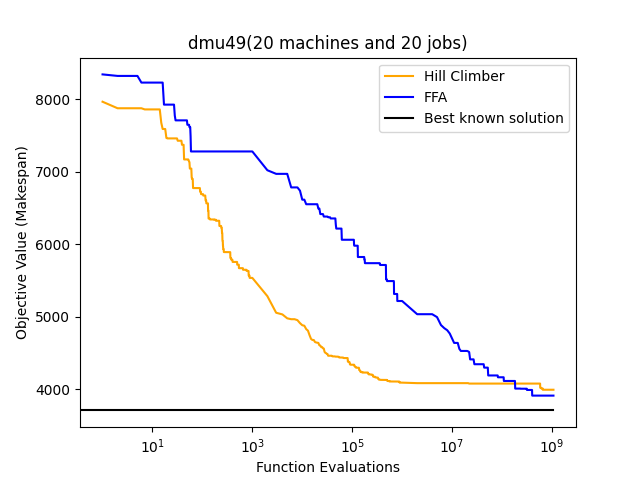 dmu49(20 machines and 20 jobs)
Hill Climber
FFA
Best known solution
Objective Value (Makespan)
8000
7000
6000
5000
4000
10^1
10^3
10^5
10^7
10^9
Function Evaluations